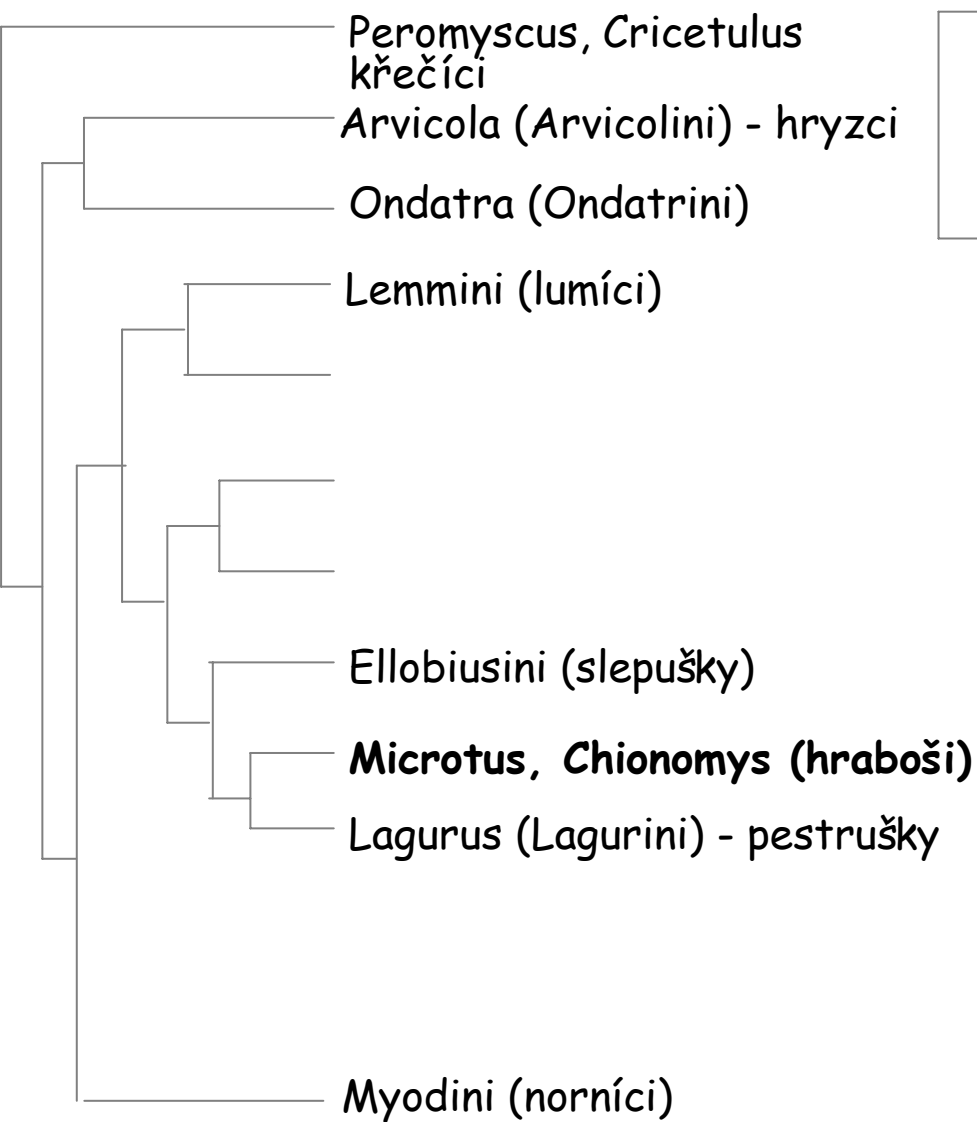 Peromyscus, Cricetulus
křečíci
Arvicola (Arvicolini) - hryzci
Ondatra (Ondatrini)
Lemmini (lumíci)
Ellobiusini (slepušky)
Microtus, Chionomys (hraboši)
Lagurus (Lagurini) - pestrušky
Myodini (norníci)